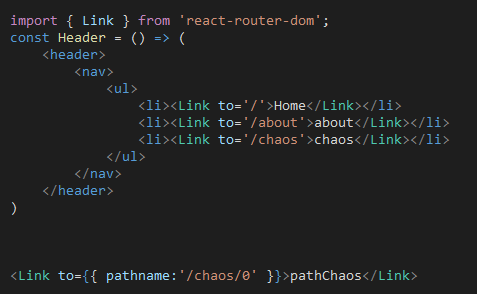 import { Link } from 'react-router-dom';
const Header = () => (
    <header>
        <nav>
            <ul>
                <li><Link to='/'>Home</Link></li>
                <li><Link to='/about'>about</Link></li>
                <li><Link to='/chaos'>chaos</Link></li>
            </ul>
        </nav>
    </header>
)
<Link to={{ pathname:'/chaos/0' }}>pathChaos</Link>